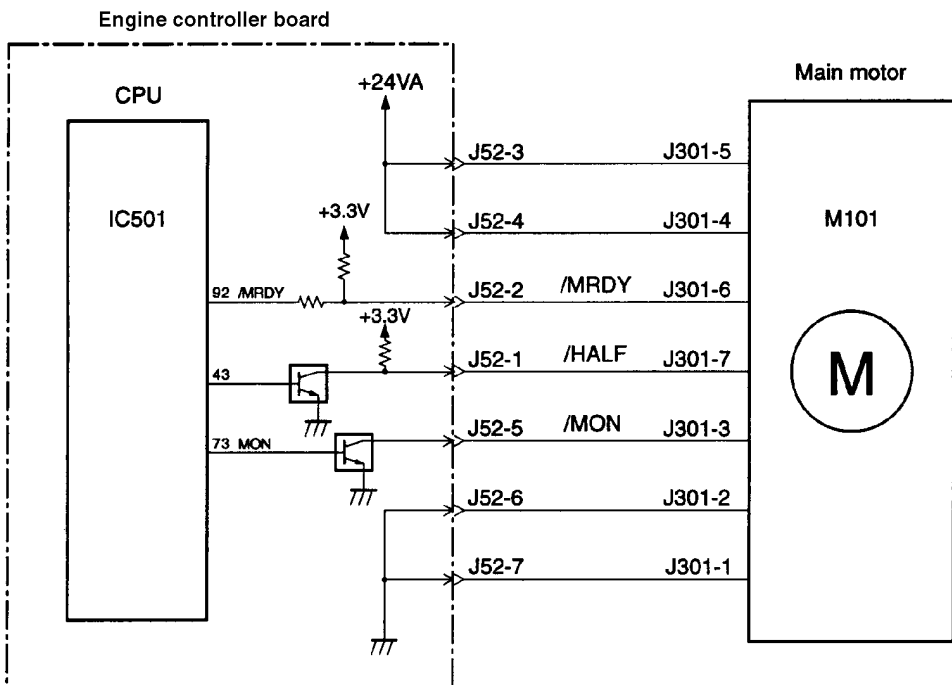 Engine controller board
Main motor
CPU
+24VA
J52-3 J301-5
IC501
+3.3V
J52-4 J301-4
M101
92 /MRDY
J52-2 /MRDY J301-6
+3.3V
43
J52-1 /HALF J301-7
M
73 MON
J52-5 /MON J301-3
J52-6 J301-2
J52-7 J301-1